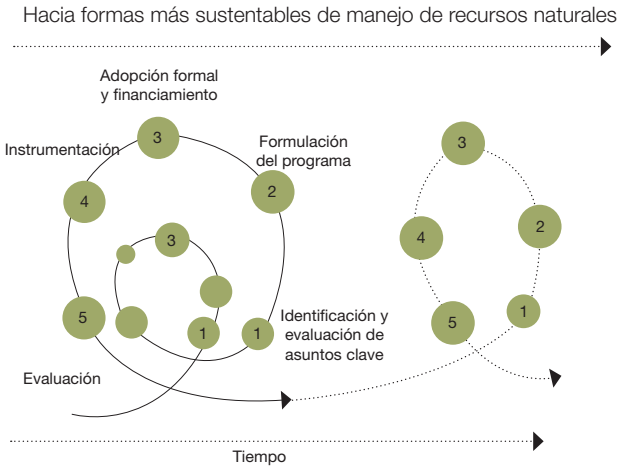 Hacia formas más sustentables de manejo de recursos naturales
Adopción formal
y financiamiento
Instrumentación
3
Formulación
del programa
2
4
3
5
1
1
Identificación y
evaluación de
asuntos clave
Evaluación
3
4
2
5
1
Tiempo